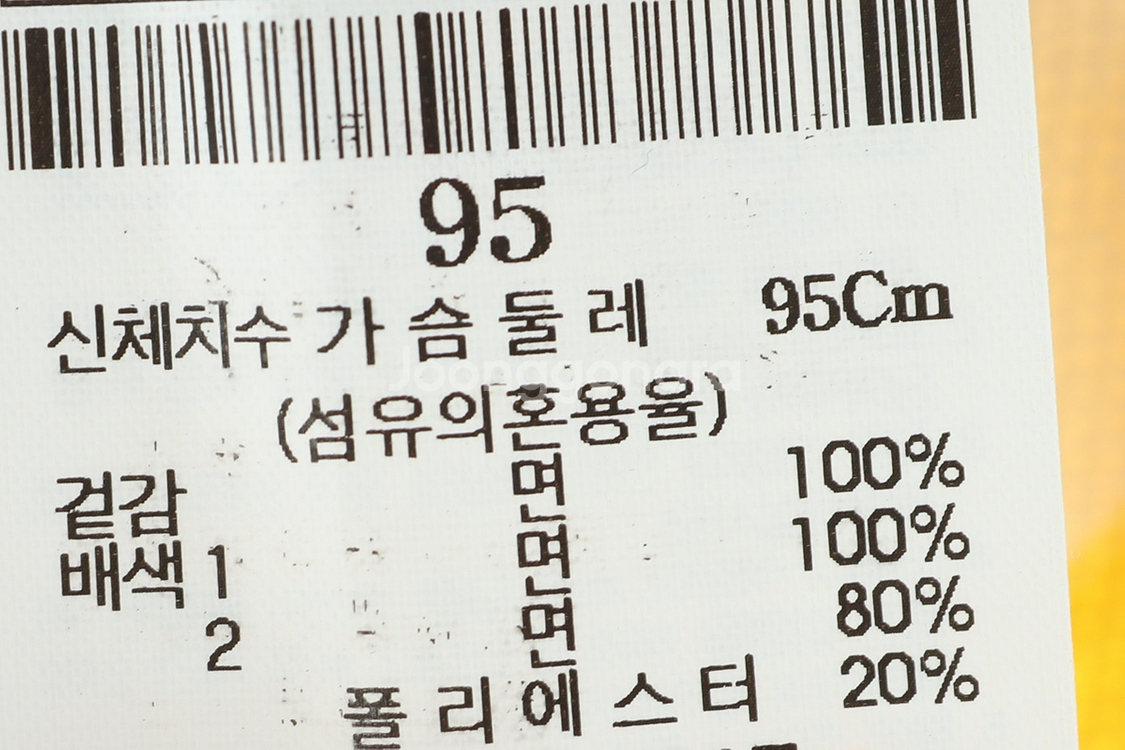 95
신체치수 가슴둘레 95Cm
Joonggonara
(섬유의혼용율)
겉감 면 100%
배색 1 면 100%
2 면 80%
폴리에스터 20%